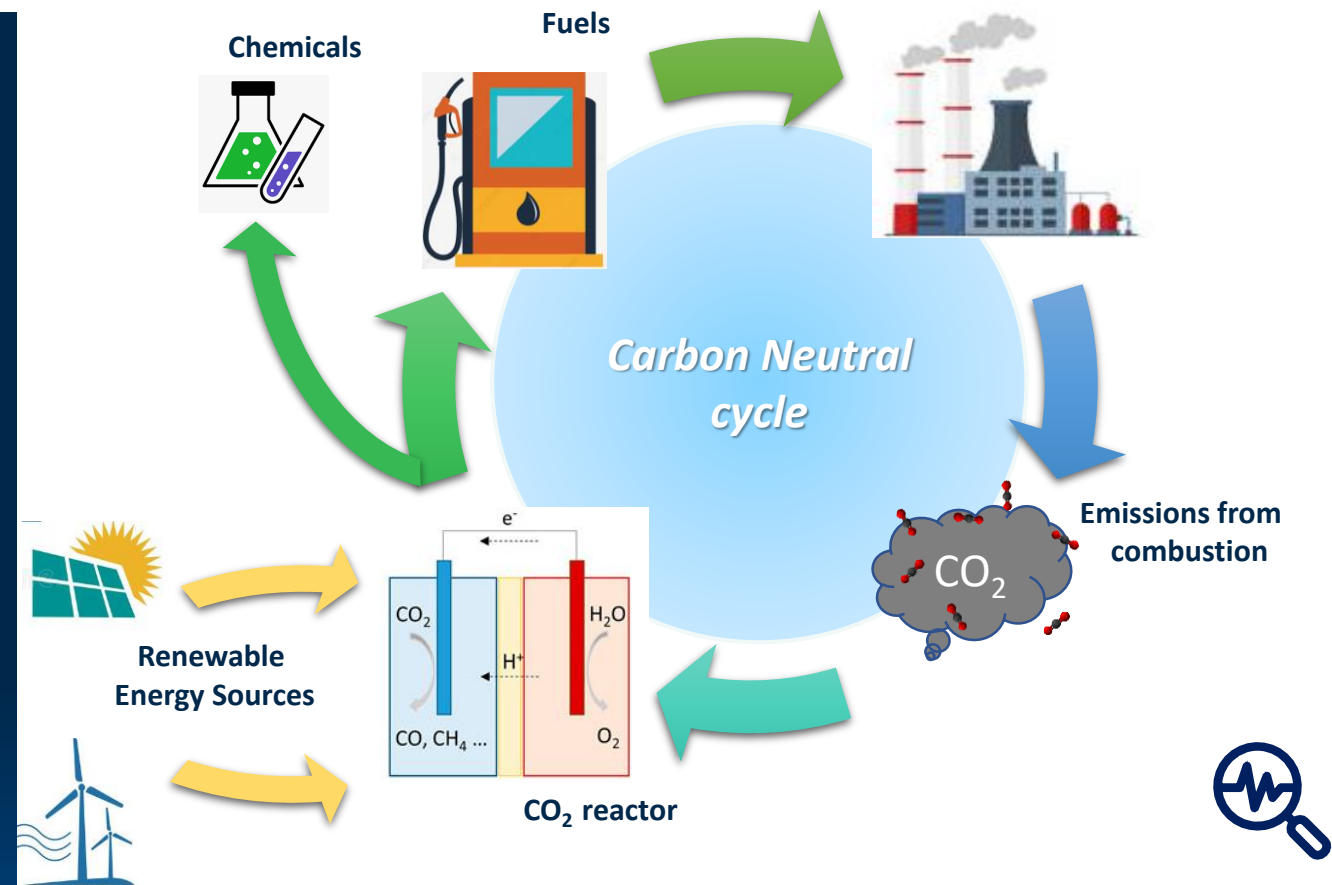 Fuels
Chemicals
Carbon Neutral
cycle
Emissions from
combustion
CO₂
e⁻
CO₂
H₂O
H⁺
CO, CH₄ ...
O₂
Renewable
Energy Sources
CO₂ reactor